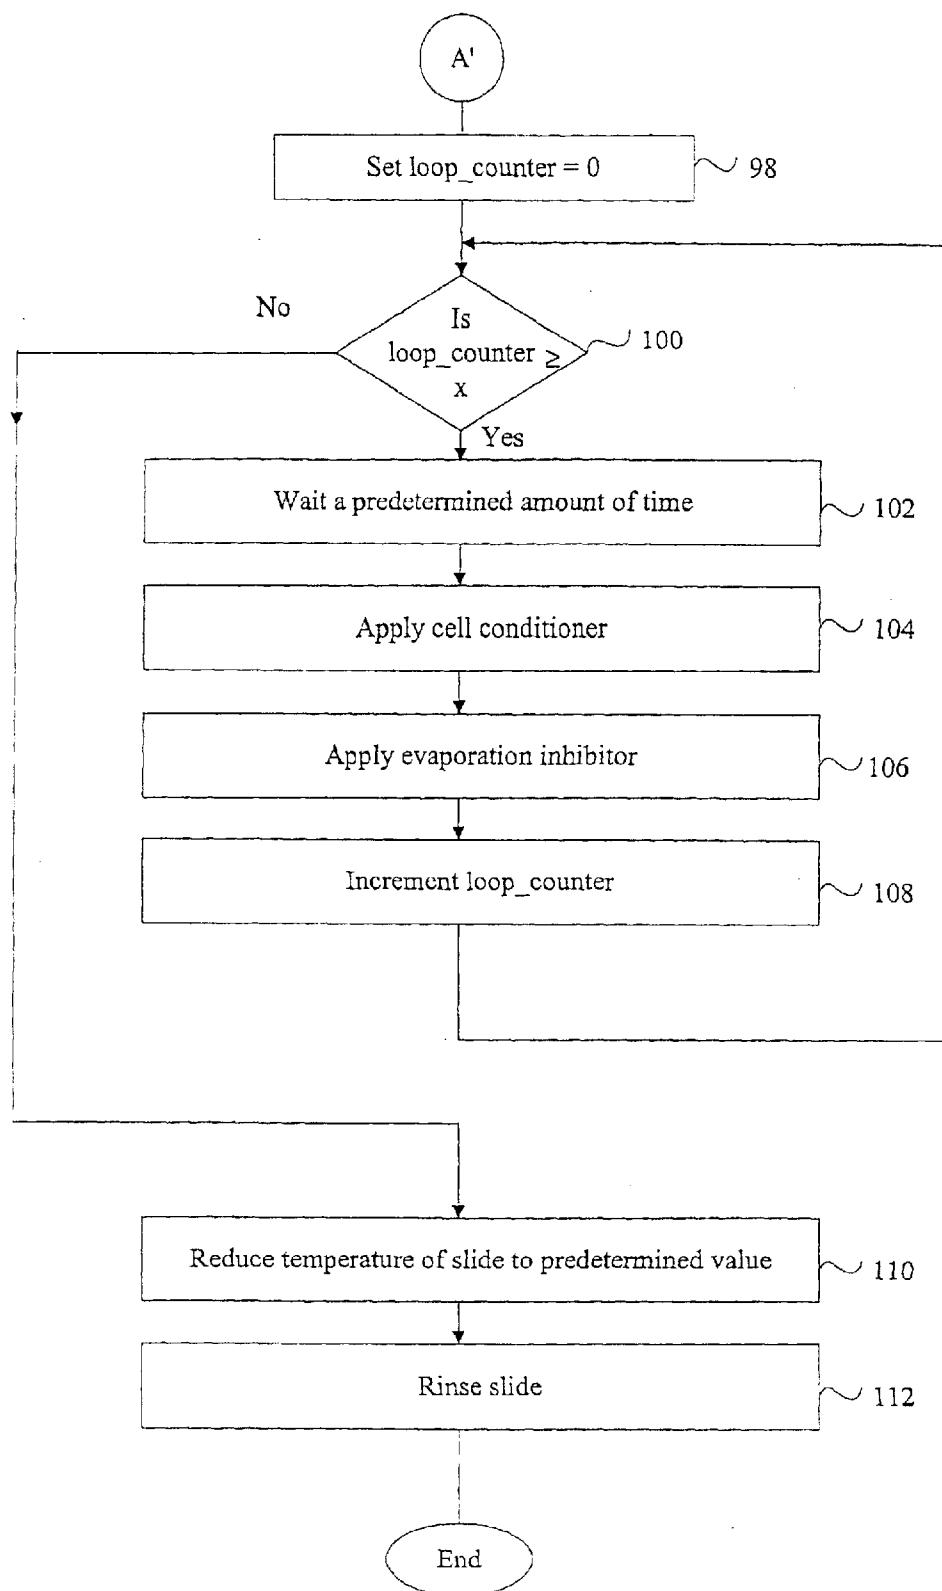 A'
Set loop_counter = 0
98
No
Is
loop_counter ≥
x
100
Yes
Wait a predetermined amount of time
102
Apply cell conditioner
104
Apply evaporation inhibitor
106
Increment loop_counter
108
Reduce temperature of slide to predetermined value
110
Rinse slide
112
End